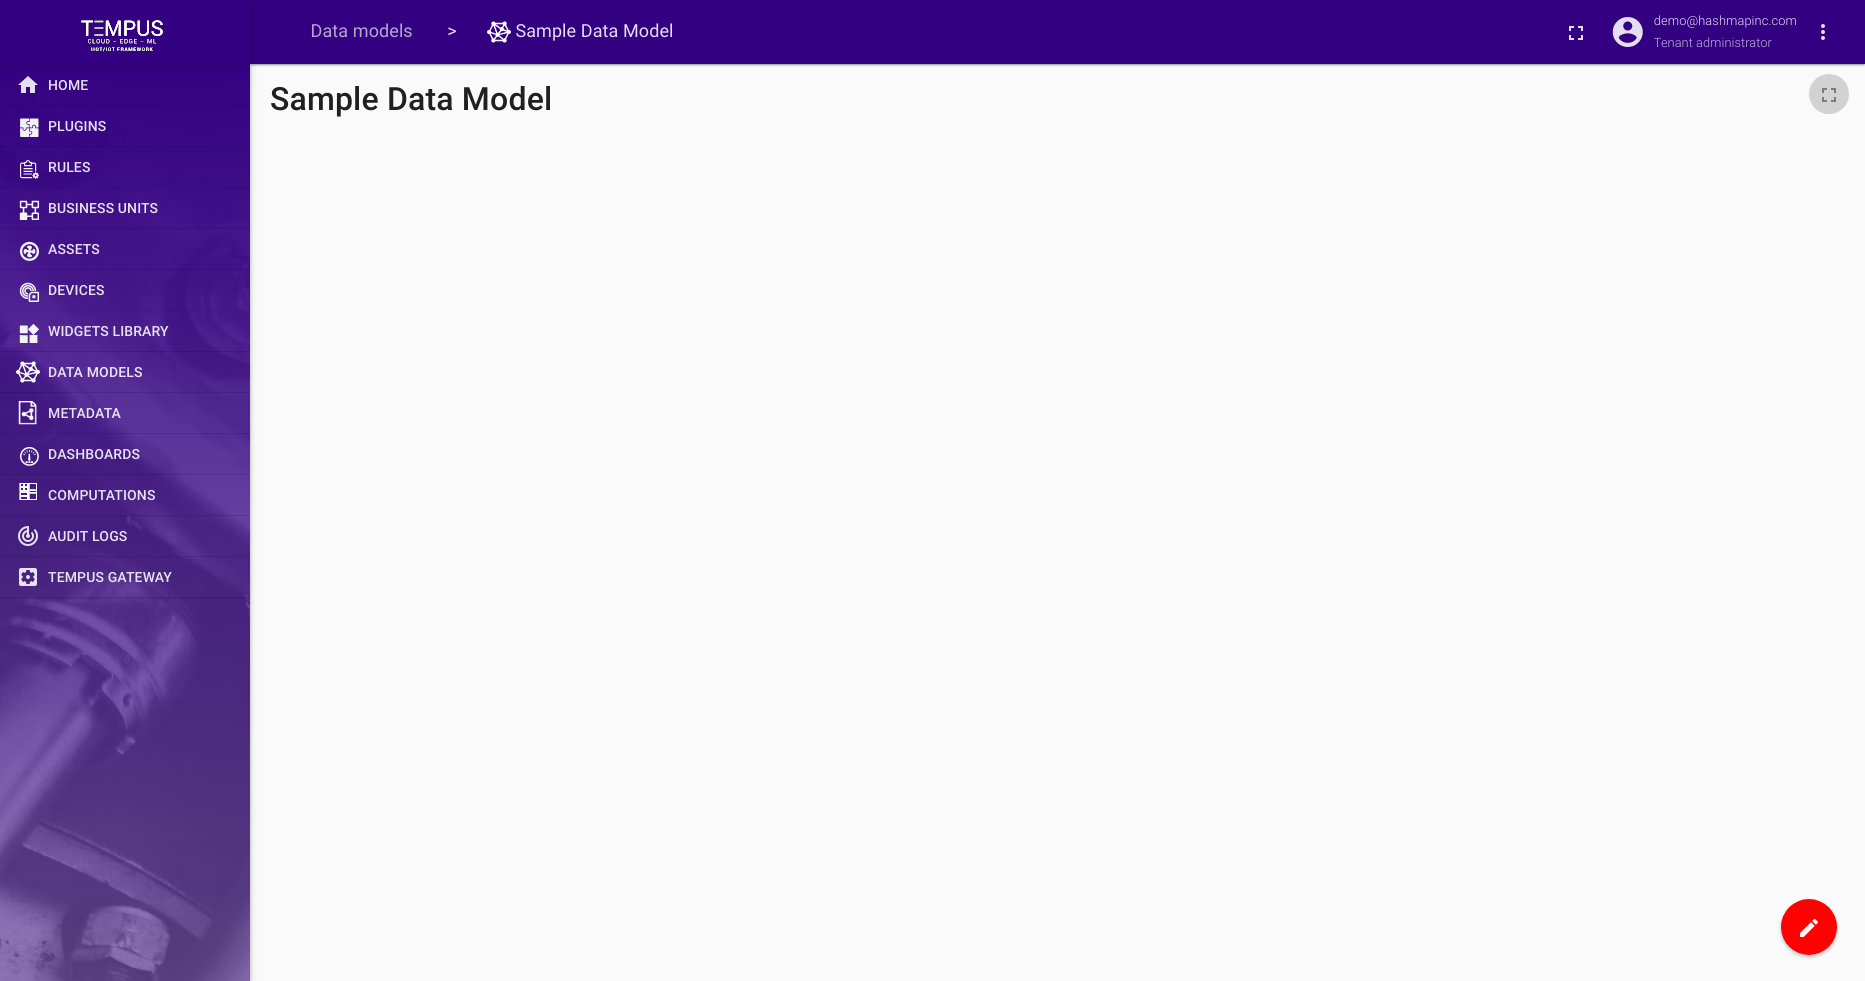 TEMPUS
CLOUD - EDGE - ML
IIOT/IOT FRAMEWORK
Data models > Sample Data Model
demo@hashmapinc.com
Tenant administrator
HOME
PLUGINS
RULES
BUSINESS UNITS
ASSETS
DEVICES
WIDGETS LIBRARY
DATA MODELS
METADATA
DASHBOARDS
COMPUTATIONS
AUDIT LOGS
TEMPUS GATEWAY
Sample Data Model